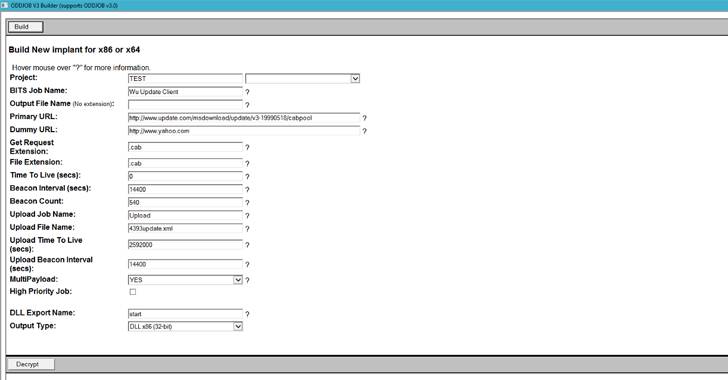 ODDJOB V3 Builder (supports ODDJOB v3.0)
Build
Build New implant for x86 or x64
Hover mouse over "?" for more information.
Project: TEST
BITS Job Name: Wu Update Client ?
Output File Name (No extension): ?
Primary URL: http://www.update.com/msdownload/update/v3-19990518/cabpool ?
Dummy URL: http://www.yahoo.com ?
Get Request
Extension: .cab ?
File Extension: .cab ?
Time To Live (secs): 0 ?
Beacon Interval (secs): 14400 ?
Beacon Count: 540 ?
Upload Job Name: Upload ?
Upload File Name: 4393update.xml ?
Upload Time To Live
(secs): 2592000 ?
Upload Beacon Interval
(secs): 14400 ?
MultiPayload: YES ?
High Priority Job:
DLL Export Name: start ?
Output Type: DLL x86 (32-bit)
Decrypt